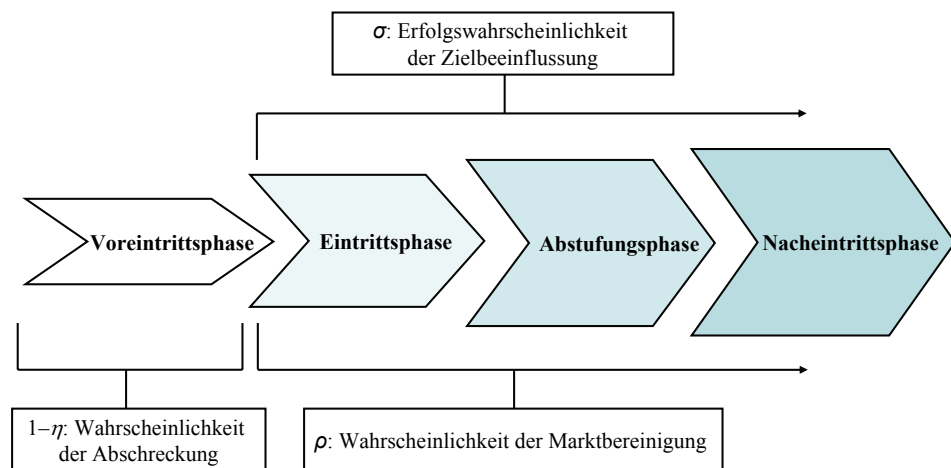 σ: Erfolgswahrscheinlichkeit
der Zielbeeinflussung
Voreintrittsphase
Eintrittsphase
Abstufungsphase
Nacheintrittsphase
1–η: Wahrscheinlichkeit
der Abschreckung
ρ: Wahrscheinlichkeit der Marktbereinigung